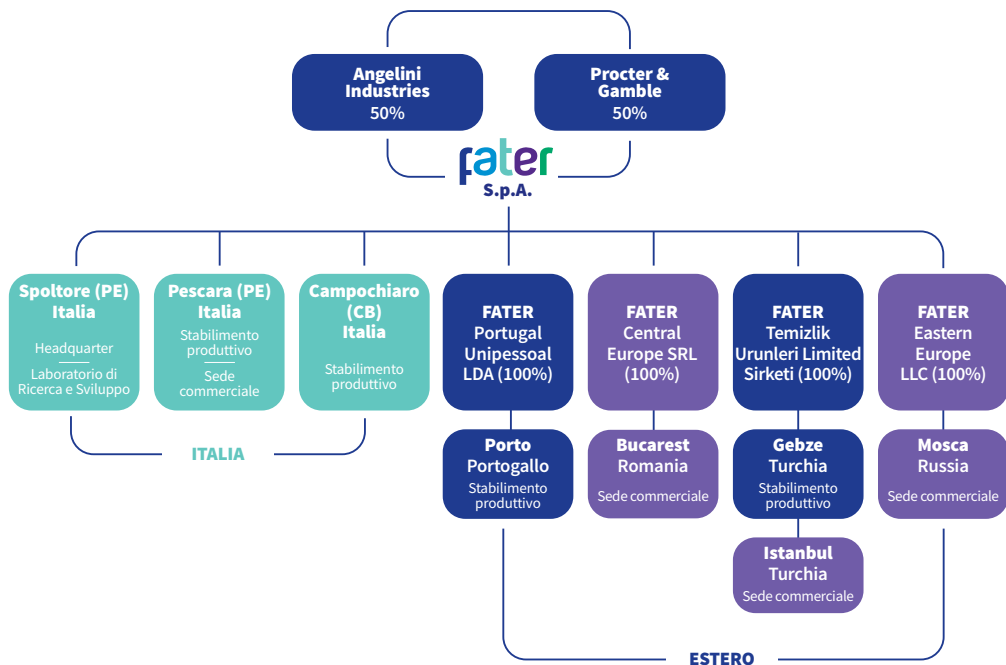 Angelini
Industries
50%
Procter &
Gamble
50%
fater
S.p.A.
Spoltore (PE)
Italia
Headquarter
Laboratorio di
Ricerca e Sviluppo
Pescara (PE)
Italia
Stabilimento
produttivo
Sede
commerciale
Campochiaro
(CB)
Italia
Stabilimento
produttivo
FATER
Portugal
Unipessoal
LDA (100%)
FATER
Central
Europe SRL
(100%)
FATER
Temizlik
Urunleri Limited
Sirketi (100%)
FATER
Eastern
Europe
LLC (100%)
ITALIA
Porto
Portogallo
Stabilimento
produttivo
Bucarest
Romania
Sede commerciale
Gebze
Turchia
Stabilimento
produttivo
Mosca
Russia
Sede commerciale
Istanbul
Turchia
Sede commerciale
ESTERO